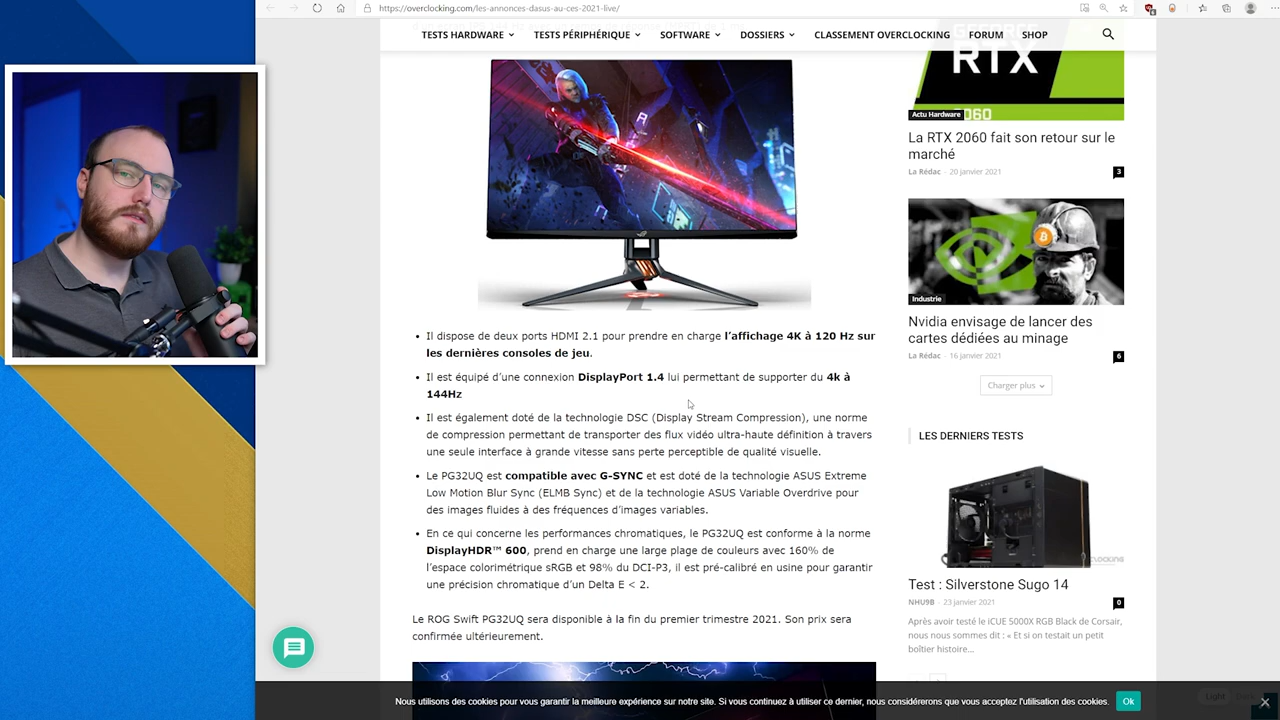 https://overclocking.com/les-annonces-dasus-au-ces-2021-live/
TESTS HARDWARE
TESTS PÉRIPHÉRIQUE
SOFTWARE
DOSSIERS
CLASSEMENT OVERCLOCKING
FORUM
SHOP
Il dispose de deux ports HDMI 2.1 pour prendre en charge l'affichage 4K à 120 Hz sur
les dernières consoles de jeu.
Il est équipé d'une connexion DisplayPort 1.4 lui permettant de supporter du 4k à
144Hz
Il est également doté de la technologie DSC (Display Stream Compression), une norme
de compression permettant de transporter des flux vidéo ultra-haute définition à travers
une seule interface à grande vitesse sans perte perceptible de qualité visuelle.
Le PG32UQ est compatible avec G-SYNC et est doté de la technologie ASUS Extreme
Low Motion Blur Sync (ELMB Sync) et de la technologie ASUS Variable Overdrive pour
des images fluides à des fréquences d'images variables.
En ce qui concerne les performances chromatiques, le PG32UQ est conforme à la norme
DisplayHDR™ 600, prend en charge une large plage de couleurs avec 160% de
l'espace colorimétrique sRGB et 98% du DCI-P3, il est pré-calibré en usine pour garantir
une précision chromatique d'un Delta E < 2.
Le ROG Swift PG32UQ sera disponible à la fin du premier trimestre 2021. Son prix sera
confirmée ultérieurement.
RTX
2060
Actu Hardware
La RTX 2060 fait son retour sur le
marché
La Rédac - 20 janvier 2021
3
Industrie
Nvidia envisage de lancer des
cartes dédiées au minage
La Rédac - 16 janvier 2021
6
Charger plus
LES DERNIERS TESTS
Test : Silverstone Sugo 14
NHU9B - 23 janvier 2021
0
Après avoir testé le iCUE 5000X RGB Black de Corsair,
nous nous sommes dit : « Et si on testait un petit
boîtier histoire...
Nous utilisons des cookies pour vous garantir la meilleure expérience sur notre site. Si vous continuez à utiliser ce dernier, nous considérerons que vous acceptez l'utilisation des cookies.
Ok
Light